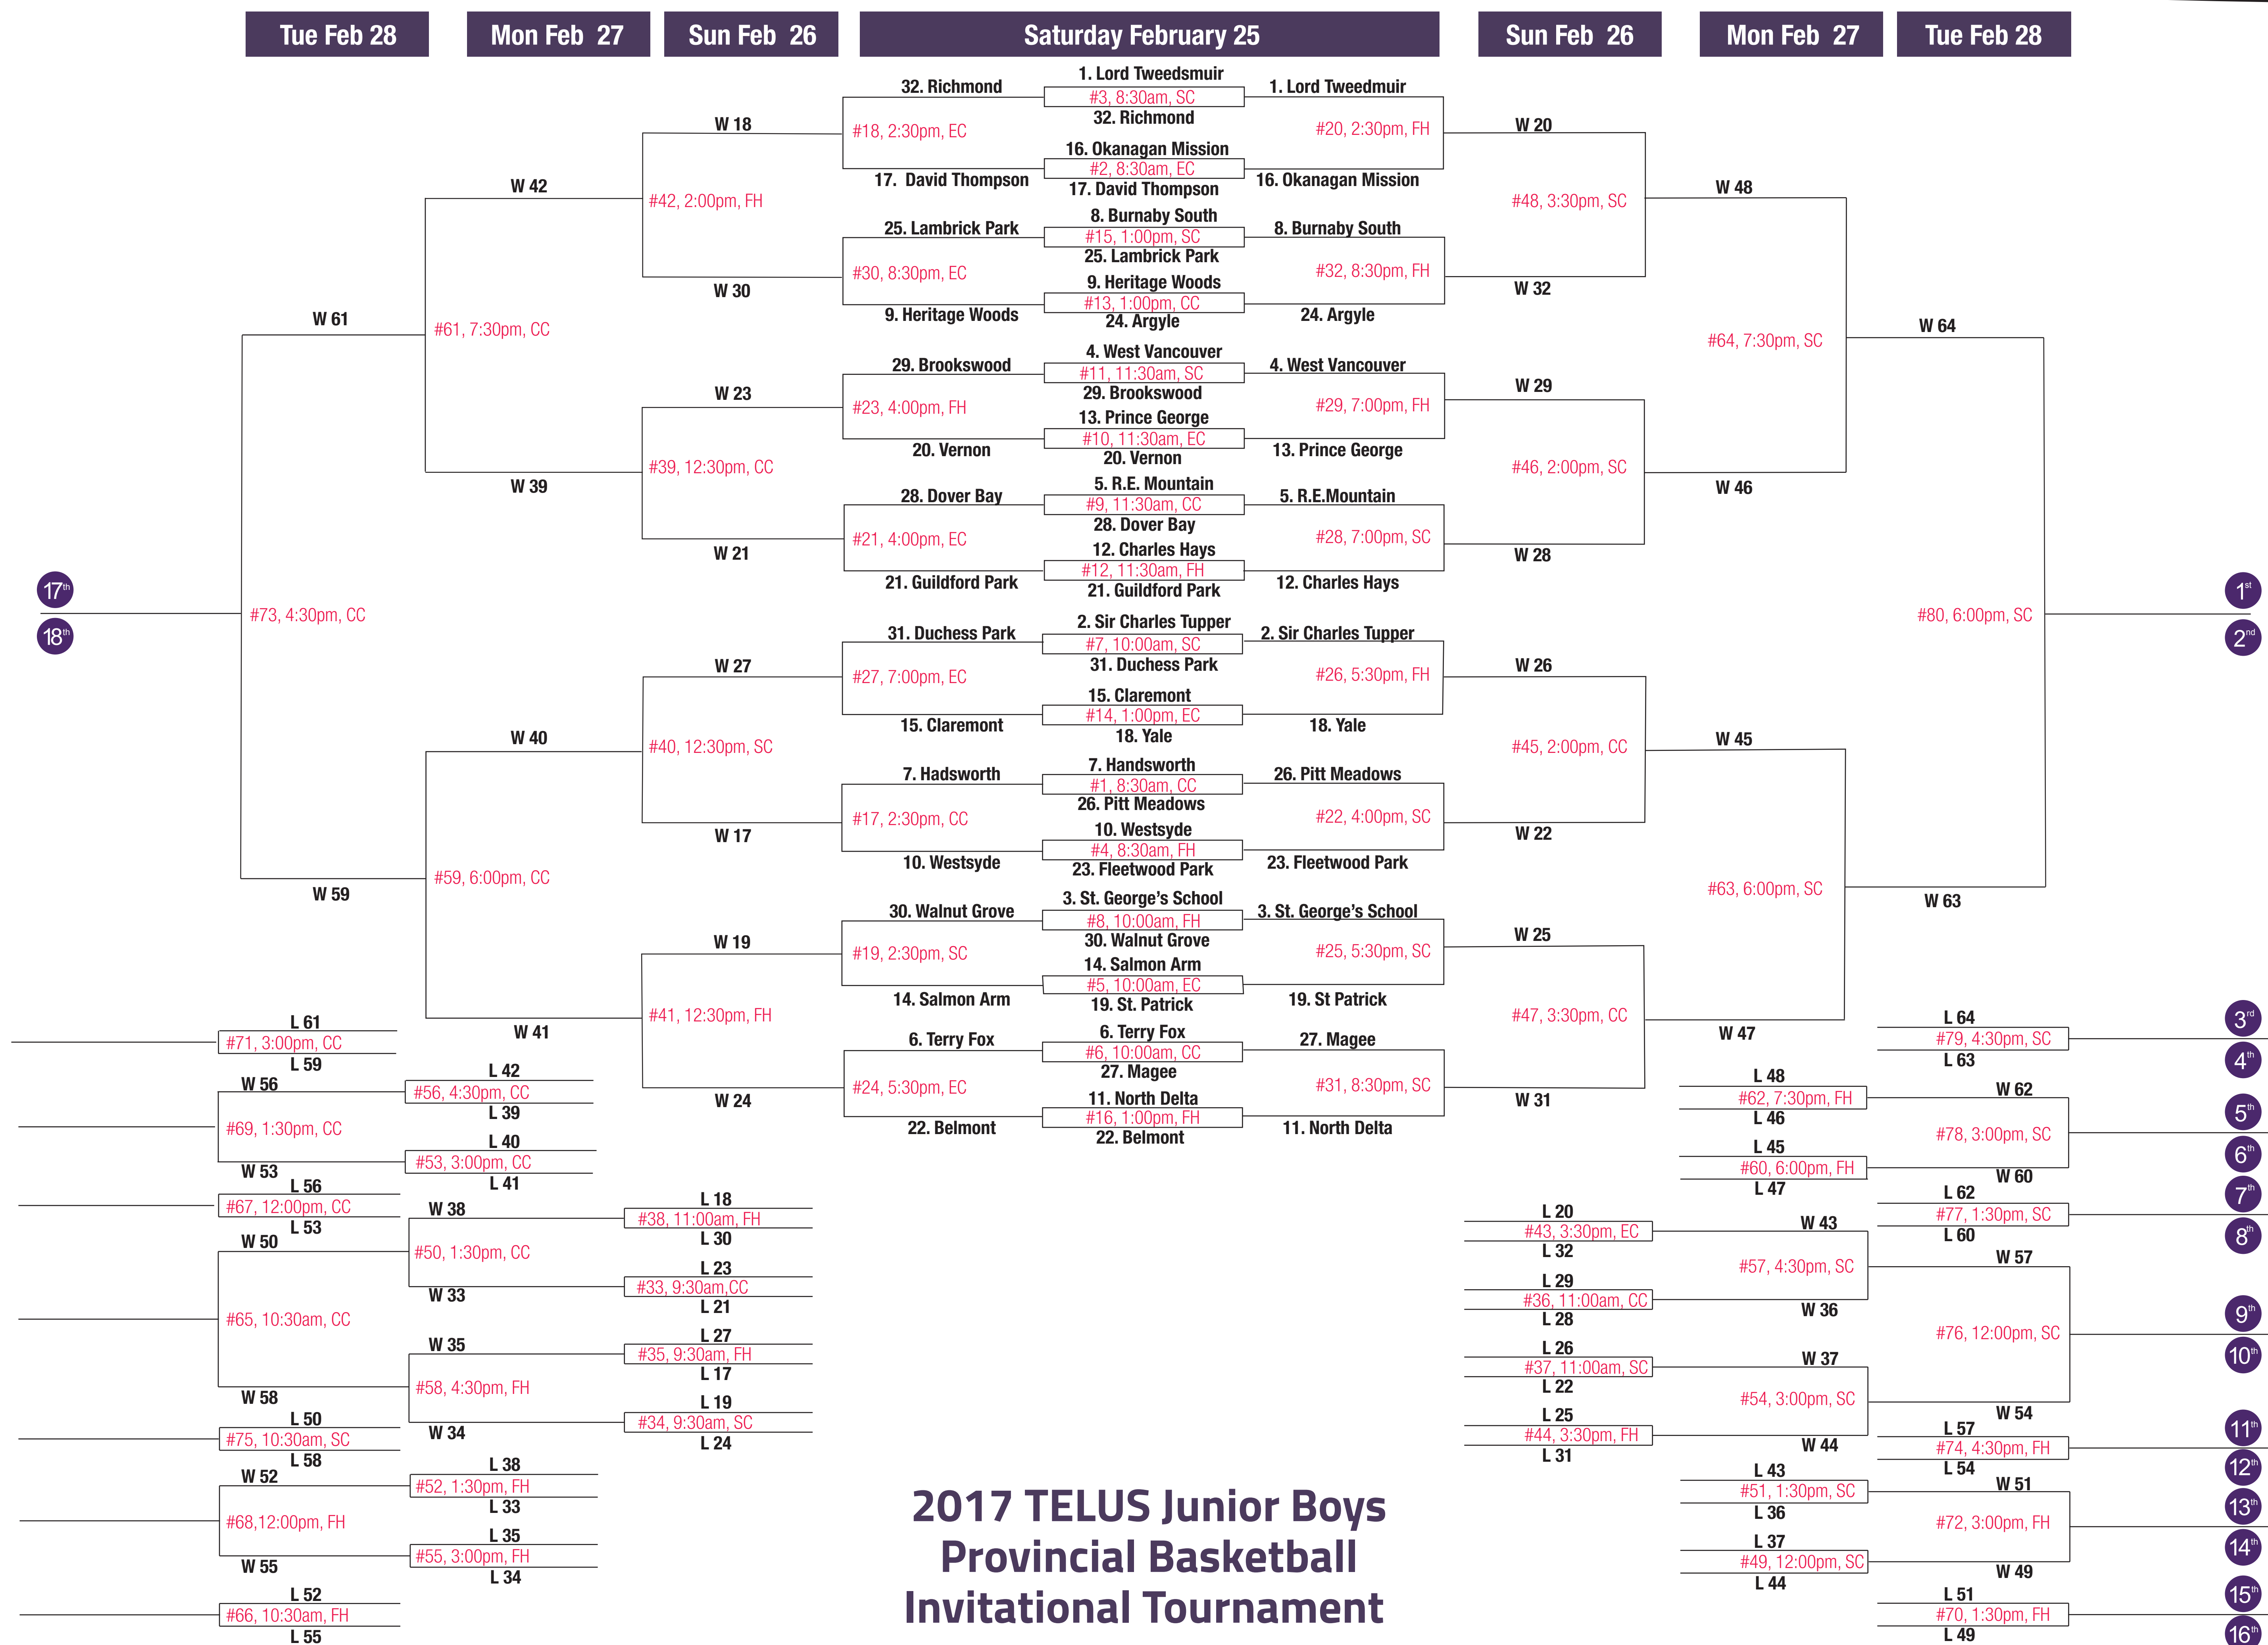 Tue Feb 28
Mon Feb 27
Sun Feb 26
Saturday February 25
Sun Feb 26
Mon Feb 27
Tue Feb 28
1. Lord Tweedsmuir
32. Richmond
#3, 8:30am, SC
1. Lord Tweedmuir
32. Richmond
W 18
#18, 2:30pm, EC
#20, 2:30pm, FH
W 20
16. Okanagan Mission
#2, 8:30am, EC
17. David Thompson
17. David Thompson
16. Okanagan Mission
W 42
#42, 2:00pm, FH
#48, 3:30pm, SC
W 48
8. Burnaby South
25. Lambrick Park
#15, 1:00pm, SC
8. Burnaby South
25. Lambrick Park
#30, 8:30pm, EC
#32, 8:30pm, FH
9. Heritage Woods
W 30
#13, 1:00pm, CC
W 32
9. Heritage Woods
24. Argyle
24. Argyle
W 61
#61, 7:30pm, CC
#64, 7:30pm, SC
W 64
4. West Vancouver
29. Brookswood
#11, 11:30am, SC
4. West Vancouver
29. Brookswood
W 23
#23, 4:00pm, FH
#29, 7:00pm, FH
W 29
13. Prince George
#10, 11:30am, EC
20. Vernon
20. Vernon
13. Prince George
#39, 12:30pm, CC
#46, 2:00pm, SC
W 39
W 46
5. R.E. Mountain
28. Dover Bay
#9, 11:30am, CC
5. R.E.Mountain
28. Dover Bay
#21, 4:00pm, EC
#28, 7:00pm, SC
W 21
12. Charles Hays
W 28
#12, 11:30am, FH
21. Guildford Park
21. Guildford Park
12. Charles Hays
17th
18th
#73, 4:30pm, CC
#80, 6:00pm, SC
1st
2nd
2. Sir Charles Tupper
31. Duchess Park
#7, 10:00am, SC
2. Sir Charles Tupper
31. Duchess Park
W 27
#27, 7:00pm, EC
#26, 5:30pm, FH
W 26
15. Claremont
#14, 1:00pm, EC
15. Claremont
18. Yale
18. Yale
W 40
#40, 12:30pm, SC
#45, 2:00pm, CC
W 45
7. Hadsworth
7. Handsworth
26. Pitt Meadows
#1, 8:30am, CC
26. Pitt Meadows
#17, 2:30pm, CC
#22, 4:00pm, SC
W 17
10. Westsyde
W 22
#4, 8:30am, FH
10. Westsyde
23. Fleetwood Park
23. Fleetwood Park
W 59
#59, 6:00pm, CC
#63, 6:00pm, SC
W 63
3. St. George’s School
30. Walnut Grove
#8, 10:00am, FH
3. St. George’s School
30. Walnut Grove
W 19
#19, 2:30pm, SC
#25, 5:30pm, SC
W 25
14. Salmon Arm
#5, 10:00am, EC
14. Salmon Arm
19. St. Patrick
19. St Patrick
W 41
#41, 12:30pm, FH
#47, 3:30pm, CC
W 47
6. Terry Fox
6. Terry Fox
27. Magee
#6, 10:00am, CC
27. Magee
#24, 5:30pm, EC
#31, 8:30pm, SC
W 24
11. North Delta
W 31
#16, 1:00pm, FH
22. Belmont
22. Belmont
11. North Delta
L 61
#71, 3:00pm, CC
L 59
W 56
#69, 1:30pm, CC
W 53
L 42
#56, 4:30pm, CC
L 39
L 40
#53, 3:00pm, CC
L 41
L 56
#67, 12:00pm, CC
L 53
W 50
#65, 10:30am, CC
W 58
W 38
#50, 1:30pm, CC
W 33
W 35
#58, 4:30pm, FH
W 34
L 18
#38, 11:00am, FH
L 30
L 23
#33, 9:30am,CC
L 21
L 27
#35, 9:30am, FH
L 17
L 19
#34, 9:30am, SC
L 24
L 50
#75, 10:30am, SC
L 58
W 52
#68,12:00pm, FH
W 55
L 38
#52, 1:30pm, FH
L 33
L 35
#55, 3:00pm, FH
L 34
L 52
#66, 10:30am, FH
L 55
2017 TELUS Junior Boys
Provincial Basketball
Invitational Tournament
L 64
#79, 4:30pm, SC
L 63
3rd
4th
L 48
#62, 7:30pm, FH
L 46
L 45
#60, 6:00pm, FH
L 47
W 62
#78, 3:00pm, SC
W 60
5th
6th
L 62
#77, 1:30pm, SC
L 60
7th
8th
L 20
#43, 3:30pm, EC
L 32
L 29
#36, 11:00am, CC
L 28
L 26
#37, 11:00am, SC
L 22
L 25
#44, 3:30pm, FH
L 31
W 43
#57, 4:30pm, SC
W 36
W 37
#54, 3:00pm, SC
W 44
W 57
#76, 12:00pm, SC
W 54
9th
10th
L 57
#74, 4:30pm, FH
L 54
11th
12th
L 43
#51, 1:30pm, SC
L 36
L 37
#49, 12:00pm, SC
L 44
W 51
#72, 3:00pm, FH
W 49
13th
14th
L 51
#70, 1:30pm, FH
L 49
15th
16th